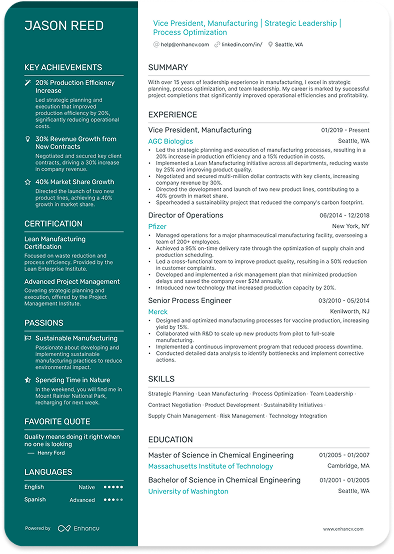 JASON REED
KEY ACHIEVEMENTS
20% Production Efficiency
Increase
Led strategic planning and
execution that improved
production efficiency by 20%,
significantly reducing operational
costs.
30% Revenue Growth from
New Contracts
Negotiated and secured key client
contracts, driving a 30% increase
in company revenue.
40% Market Share Growth
Directed the launch of two new
product lines, achieving a 40%
growth in market share.
CERTIFICATION
Lean Manufacturing
Certification
Focused on waste reduction and
process efficiency. Provided by the
Lean Enterprise Institute.
Advanced Project Management
Covering strategic planning and
execution, offered by the Project
Management Institute.
PASSIONS
Sustainable Manufacturing
Passionate about developing and
implementing sustainable
manufacturing practices to reduce
environmental impact.
Spending Time in Nature
In the weekend, you will find me in
Mount Rainier National Park,
recharging for next week.
FAVORITE QUOTE
Quality means doing it right when
no one is looking
— Henry Ford
LANGUAGES
English Native
Spanish Advanced
Powered by Enhancv
Vice President, Manufacturing | Strategic Leadership |
Process Optimization
help@enhancv.com linkedin.com/in/ Seattle, WA
SUMMARY
With over 15 years of leadership experience in manufacturing, I excel in strategic
planning, process optimization, and team leadership. My career is marked by successful
project completions that significantly improved operational efficiencies and profitability.
EXPERIENCE
Vice President, Manufacturing 01/2019 - Present
AGC Biologics Seattle, WA
• Led the strategic planning and execution of manufacturing processes, resulting in a
20% increase in production efficiency and a 15% reduction in costs.
• Implemented a Lean Manufacturing initiative across all departments, reducing waste
by 25% and improving product quality.
• Negotiated and secured multi-million dollar contracts with key clients, increasing
company revenue by 30%.
• Directed the development and launch of two new product lines, contributing to a
40% growth in market share.
• Spearheaded a sustainability project that reduced the company's carbon footprint.
Director of Operations 06/2014 - 12/2018
Pfizer New York, NY
• Managed operations for a major pharmaceutical manufacturing facility, overseeing a
team of 200+ employees.
• Achieved a 95% on-time delivery rate through the optimization of supply chain and
production scheduling.
• Led a cross-functional team to improve product quality, resulting in a 50% reduction
in customer complaints.
• Developed and implemented a risk management plan that minimized production
delays and saved the company over $2M annually.
• Introduced new technology that increased production capacity by 20%.
Senior Process Engineer 03/2010 - 05/2014
Merck Kenilworth, NJ
• Designed and optimized manufacturing processes for vaccine production, increasing
yield by 15%.
• Collaborated with R&D to scale up new products from pilot to full-scale
manufacturing.
• Implemented a continuous improvement program that reduced process downtime.
• Conducted detailed data analysis to identify bottlenecks and implement corrective
actions.
SKILLS
Strategic Planning · Lean Manufacturing · Process Optimization · Team Leadership ·
Contract Negotiation · Product Development · Sustainability Initiatives ·
Supply Chain Management · Risk Management · Technology Integration
EDUCATION
Master of Science in Chemical Engineering 01/2005 - 01/2007
Massachusetts Institute of Technology Cambridge, MA
Bachelor of Science in Chemical Engineering 01/2001 - 01/2005
University of Washington Seattle, WA
www.enhancv.com